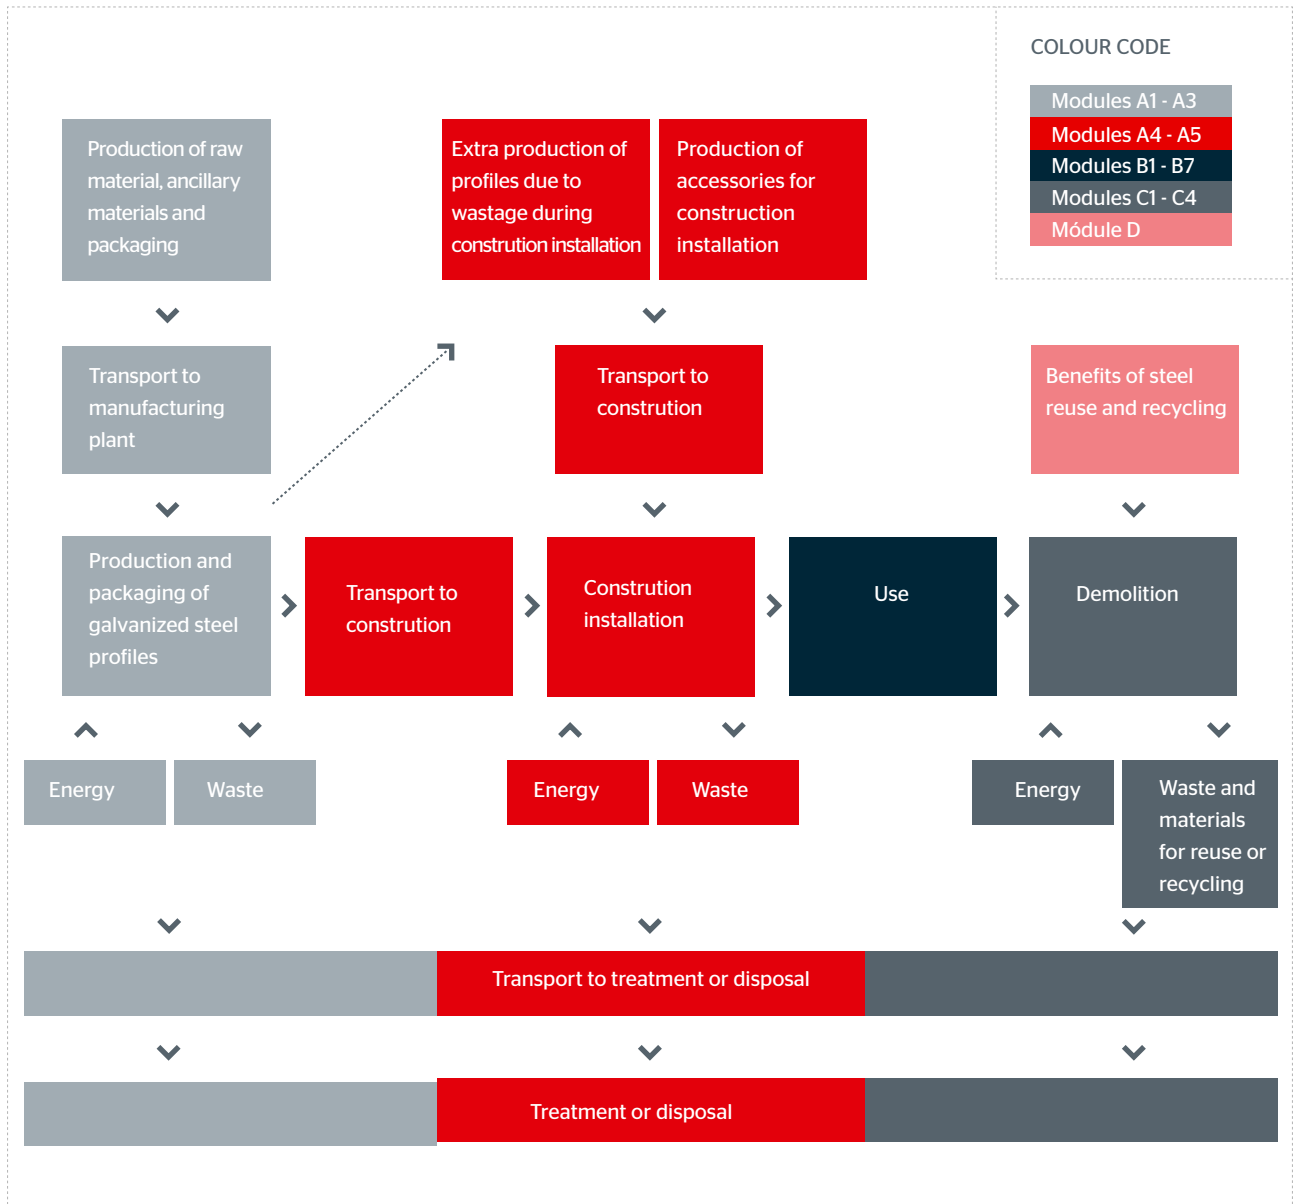 COLOUR CODE
Modules A1 - A3
Modules A4 - A5
Modules B1 - B7
Modules C1 - C4
MóduIe D
Production of raw
material, ancillary
materials and
packaging
Extra production of
profiles due to
wastage during
constrution installation
Production of
accessories for
construction
installation
Transport to
manufacturing
plant
Transport to
constrution
Benefits of steel
reuse and recycling
Production and
packaging of
galvanized steel
profiles
Transport to
constrution
Constrution
installation
Use
Demolition
Energy
Waste
Energy
Waste
Energy
Waste and
materials
for reuse or
recycling
Transport to treatment or disposal
Treatment or disposal